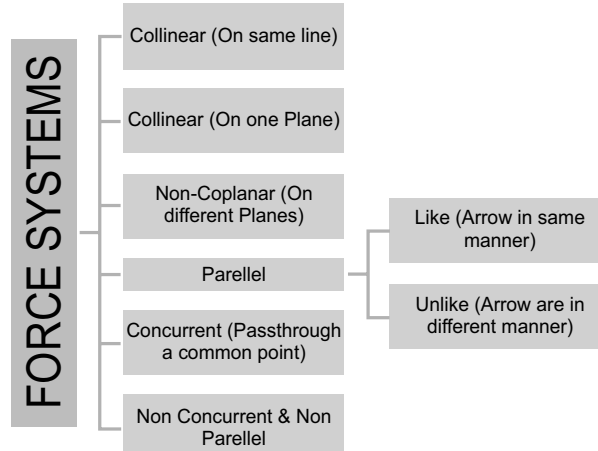 FORCE SYSTEMS
Collinear (On same line)
Collinear (On one Plane)
Non-Coplanar (On
different Planes)
Parellel
Like (Arrow in same
manner)
Unlike (Arrow are in
different manner)
Concurrent (Passthrough
a common point)
Non Concurrent & Non
Parellel